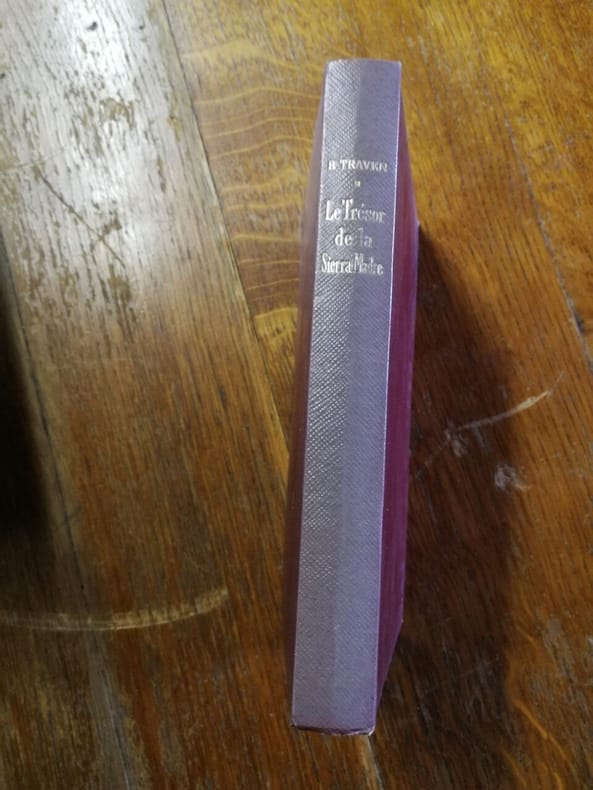 B. TRAVEN
Le Trésor
de la
Sierra Madre